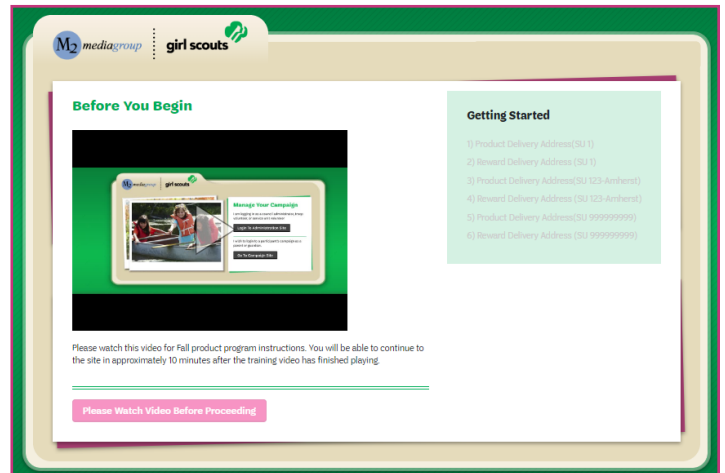 M2 mediagroup
girl scouts
Before You Begin
M2 mediagroup
girl scouts
Manage Your Campaign
Login To Administration Site
Go To Campaign Site
Please watch this video for Fall product program instructions. You will be able to continue to
the site in approximately 10 minutes after the training video has finished playing.
Please Watch Video Before Proceeding
Getting Started
1) Product Delivery Address(SU 1)
2) Reward Delivery Address (SU 1)
3) Product Delivery Address(SU 123-Amherst)
4) Reward Delivery Address (SU 123-Amherst)
5) Product Delivery Address(SU 999999999)
6) Reward Delivery Address (SU 999999999)